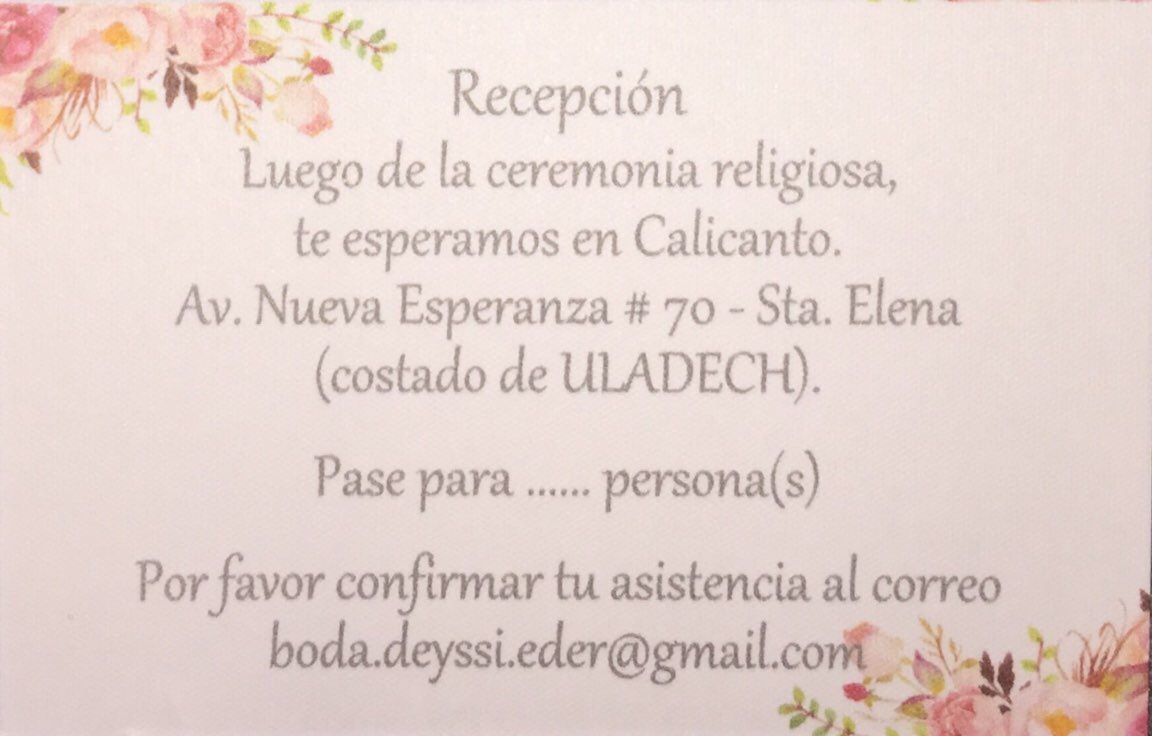 Recepción
Luego de la ceremonia religiosa,
te esperamos en Calicanto.
Av. Nueva Esperanza # 70 - Sta. Elena
(costado de ULADECH).
Pase para ...... persona(s)
Por favor confirmar tu asistencia al correo
boda.deyssi.eder@gmail.com